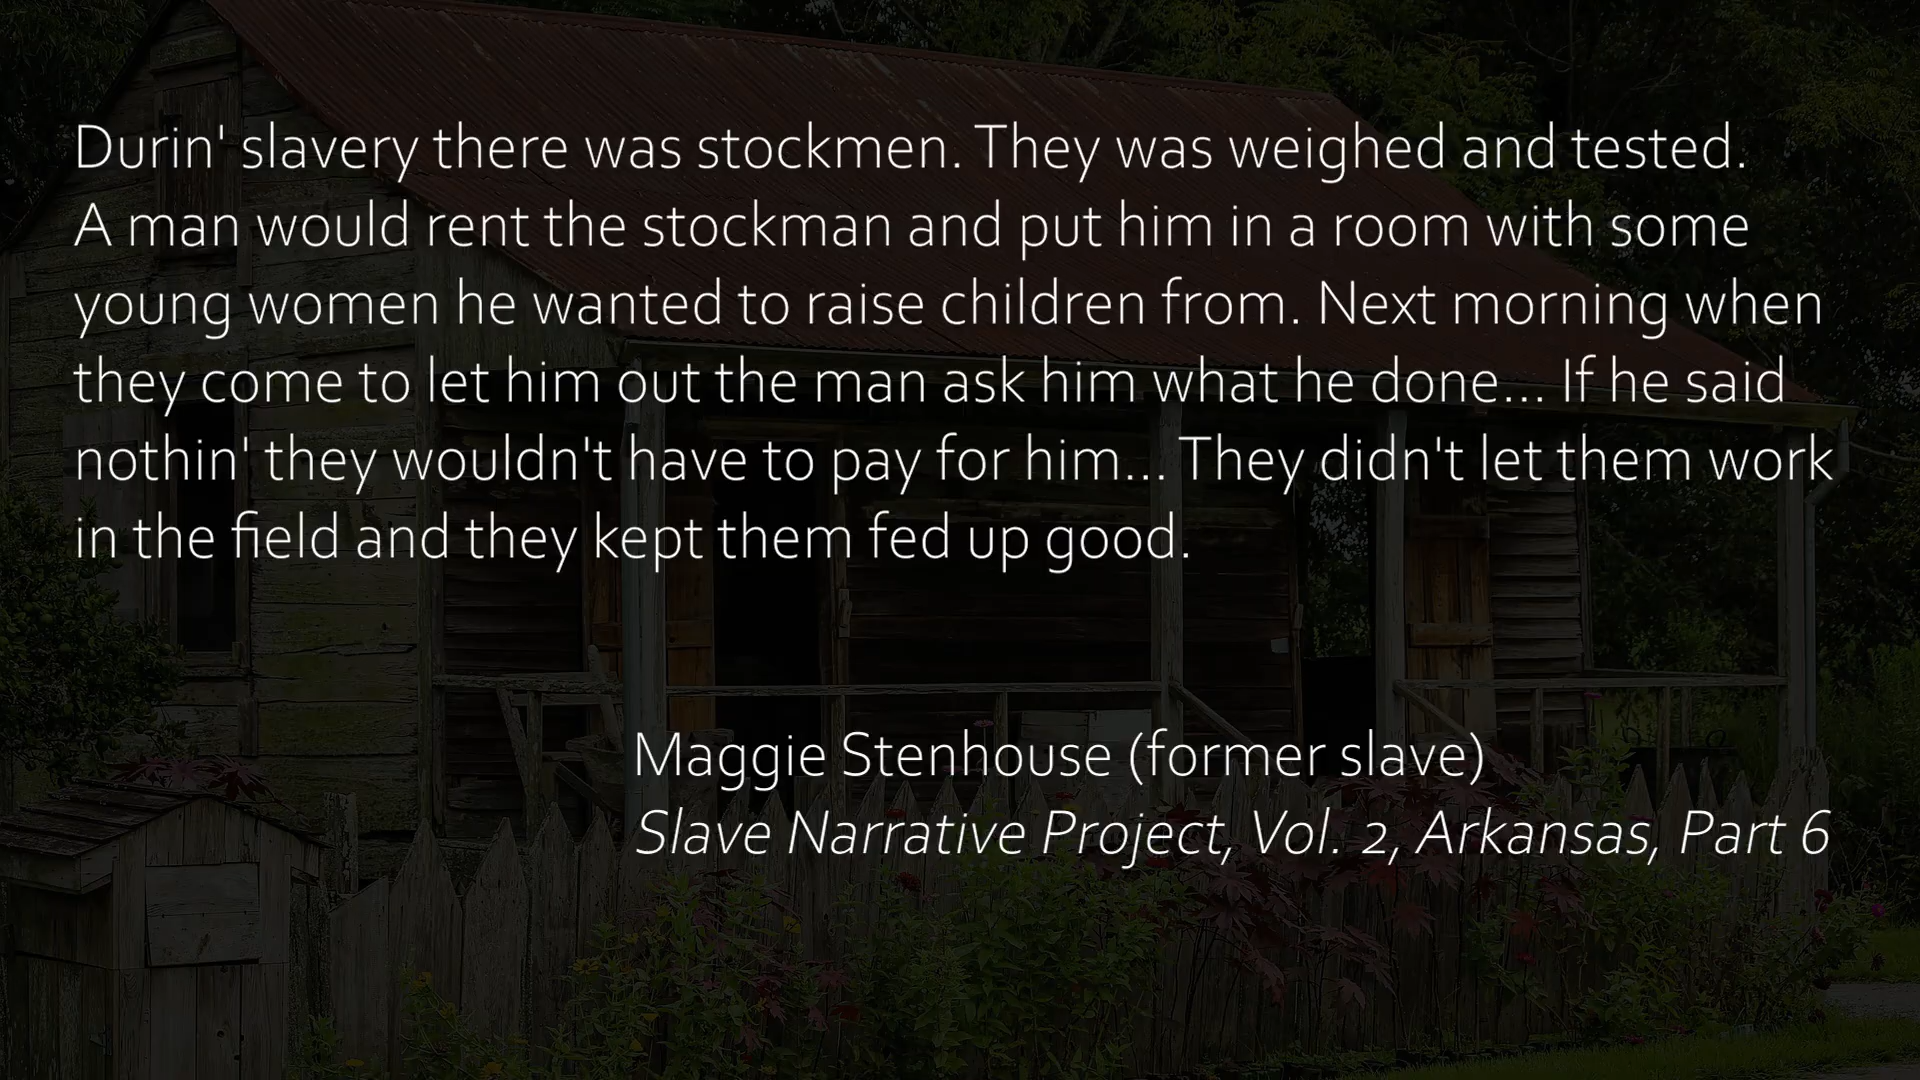 Durin' slavery there was stockmen. They was weighed and tested.
A man would rent the stockman and put him in a room with some
young women he wanted to raise children from. Next morning when
they come to let him out the man ask him what he done... If he said
nothin' they wouldn't have to pay for him... They didn't let them work
in the field and they kept them fed up good.
Maggie Stenhouse (former slave)
Slave Narrative Project, Vol. 2, Arkansas, Part 6